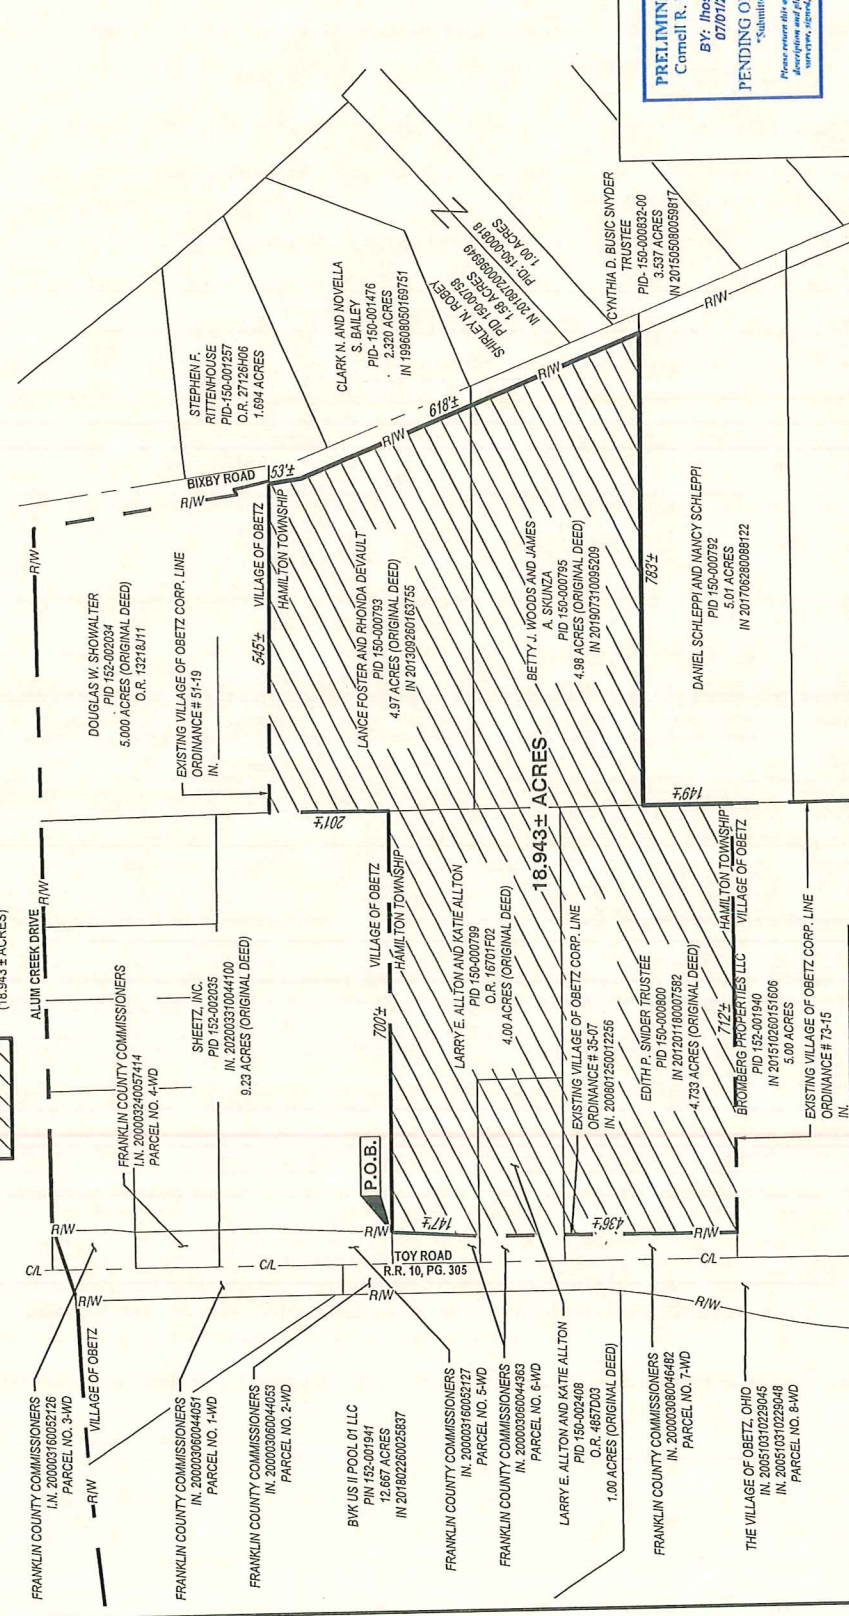 (18.943 ± ACRES)
ALUM CREEK DRIVE
R/W
R/W
R/W
R/W
R/W
VILLAGE OF OBETZ
FRANKLIN COUNTY COMMISSIONERS
I.N. 200003160052126
PARCEL NO. 3-WD
FRANKLIN COUNTY COMMISSIONERS
IN. 200003060044051
PARCEL NO. 1-WD
FRANKLIN COUNTY COMMISSIONERS
IN. 200003060044053
PARCEL NO. 2-WD
BVK US II POOL 01 LLC
PIN 152-001941
12.667 ACRES
IN 201802260025837
FRANKLIN COUNTY COMMISSIONERS
IN. 200003160052127
PARCEL NO. 5-WD
FRANKLIN COUNTY COMMISSIONERS
IN. 200003060044363
PARCEL NO. 6-WD
LARRY E. ALLTON AND KATIE ALLTON
PID 150-002408
O.R. 4857D03
1.00 ACRES (ORIGINAL DEED)
FRANKLIN COUNTY COMMISSIONERS
IN. 200003080046482
PARCEL NO. 7-WD
THE VILLAGE OF OBETZ, OHIO
IN. 200510310229045
IN. 200510310229048
PARCEL NO. 8-WD
C/L
C/L
C/L
R/W
R/W
R/W
R/W
TOY ROAD
R.R. 10, PG. 305
P.O.B.
FRANKLIN COUNTY COMMISSIONERS
I.N. 200003240057414
PARCEL NO. 4-WD
SHEETZ, INC.
PID 152-002035
IN. 202003310044100
9.23 ACRES (ORIGINAL DEED)
DOUGLAS W. SHOWALTER
PID 152-002034
5.000 ACRES (ORIGINAL DEED)
O.R. 13218J11
EXISTING VILLAGE OF OBETZ CORP. LINE
ORDINANCE # 51-19
IN.
700'±
VILLAGE OF OBETZ
HAMILTON TOWNSHIP
201'±
545'±
VILLAGE OF OBETZ
HAMILTON TOWNSHIP
BIXBY ROAD
R/W
53'±
R/W
618'±
R/W
R/W
147'±
436'±
LARRY E. ALLTON AND KATIE ALLTON
PID 150-000799
O.R. 16701F02
4.00 ACRES (ORIGINAL DEED)
LANCE FOSTER AND RHONDA DEVAULT
PID 150-000793
4.97 ACRES (ORIGINAL DEED)
IN 201309260163755
18.943± ACRES
BETTY J. WOODS AND JAMES
A. SKUNZA
PID 150-000795
4.98 ACRES (ORIGINAL DEED)
IN 201907310095209
EXISTING VILLAGE OF OBETZ CORP. LINE
ORDINANCE # 35-07
IN. 200801250012256
EDITH P. SNIDER TRUSTEE
PID 150-000800
IN 201201180007582
4.733 ACRES (ORIGINAL DEED)
783'±
149'±
712'±
HAMILTON TOWNSHIP
VILLAGE OF OBETZ
BROMBERG PROPERTIES LLC
PID 152-001940
IN 201510260151606
5.00 ACRES
EXISTING VILLAGE OF OBETZ CORP. LINE
ORDINANCE # 73-15
IN.
DANIEL SCHLEPPI AND NANCY SCHLEPPI
PID 150-000792
5.01 ACRES
IN 201706280088122
STEPHEN F.
RITTENHOUSE
PID-150-001257
O.R. 27126H06
1.694 ACRES
CLARK N. AND NOVELLA
S. BAILEY
PID- 150-001476
2.320 ACRES
IN 199608050169751
SHIRLEY N. ROBEY
PID 150-00758
1.58 ACRES
IN 201807200096949
PID: 150-000818
1.00 ACRES
N
CYNTHIA D. BUSIC SNYDER
TRUSTEE
PID- 150-000832-00
3.537 ACRES
IN 201505080059817
PRELIMIN
Cornell R.
BY: jhos
07/01/2
PENDING O
*Submitte
Please return this
description and pl
surveyor, signed,